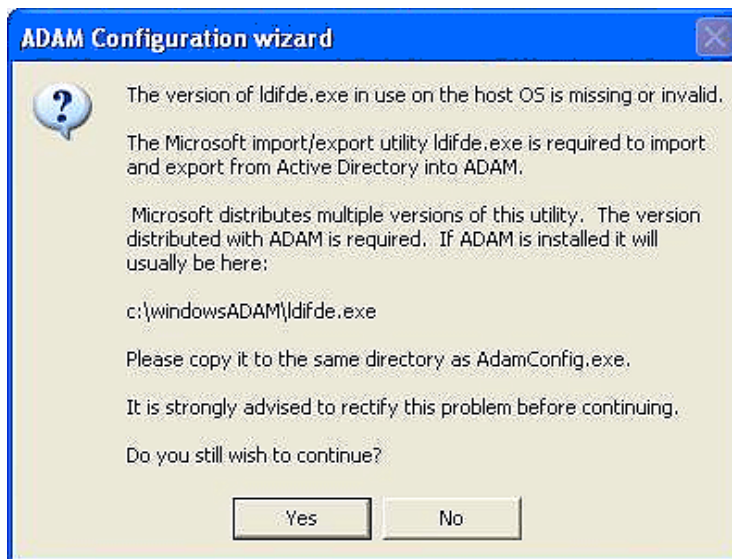 ADAM Configuration wizard
The version of ldifde.exe in use on the host OS is missing or invalid.
The Microsoft import/export utility ldifde.exe is required to import
and export from Active Directory into ADAM.
Microsoft distributes multiple versions of this utility. The version
distributed with ADAM is required. If ADAM is installed it will
usually be here:
c:\windowsADAM\ldifde.exe
Please copy it to the same directory as AdamConfig.exe.
It is strongly advised to rectify this problem before continuing.
Do you still wish to continue?
Yes No